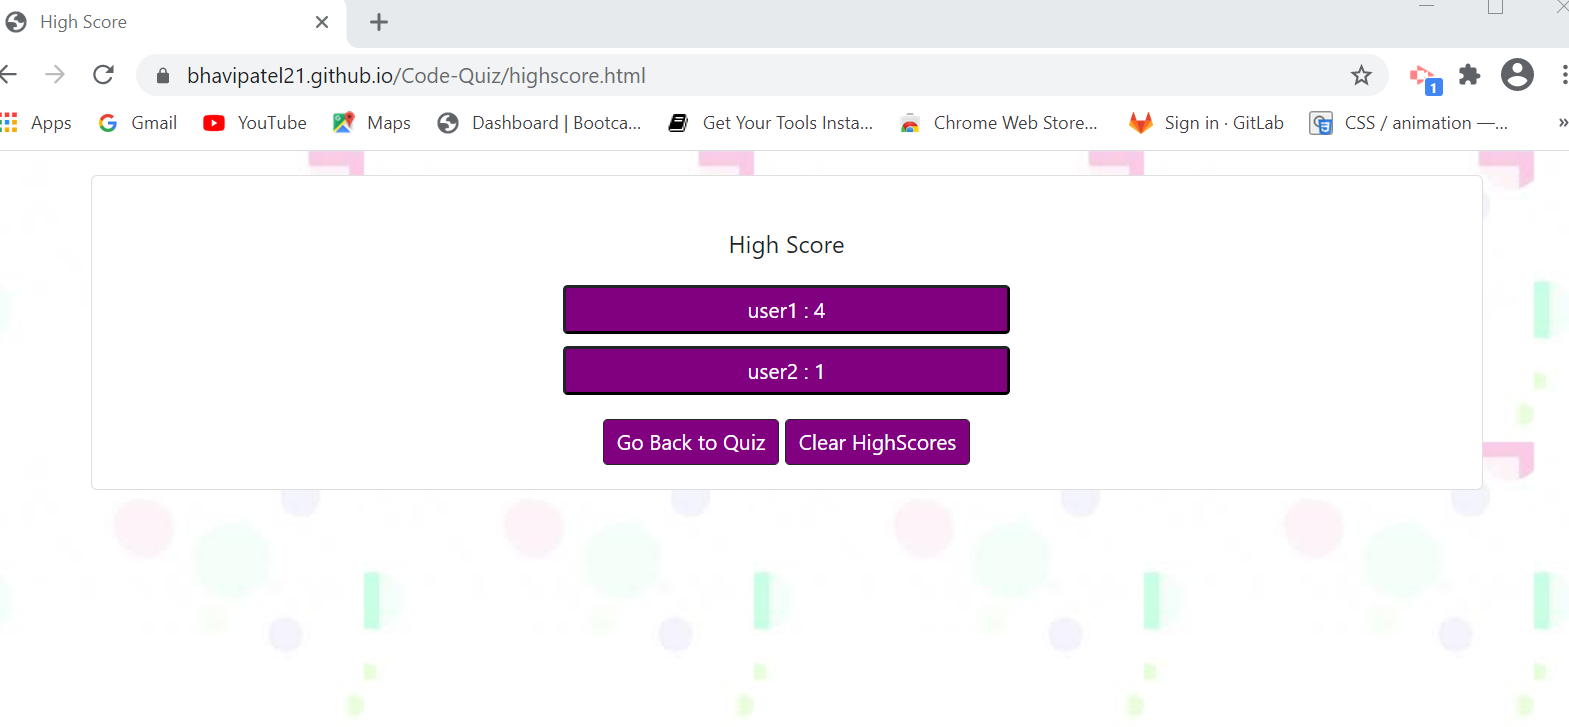 High Score
bhavipatel21.github.io/Code-Quiz/highscore.html
1
Apps Gmail YouTube Maps Dashboard | Bootca... Get Your Tools Insta... Chrome Web Store... Sign in · GitLab CSS / animation —... »
High Score
user1 : 4
user2 : 1
Go Back to Quiz Clear HighScores